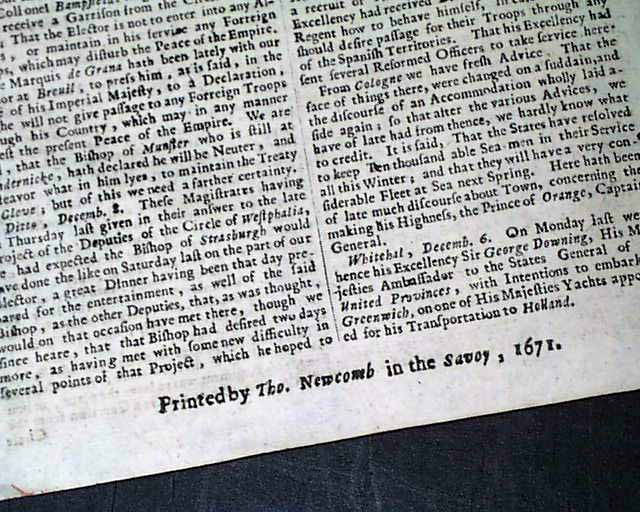 Colonel Bampfield
receive a Garrison from the Cir
That the Elector is not to enter into any Al-
, or maintain in his service any Forreign
ps, which may disturb the Peace of the Empire.
Marquis de Grana hath been lately with our
tor at Breuil, to press him, as is said, in the
of his Imperial Majesty, to a Declaration,
he will not give passage to any Forreign Troops
ough his Country, which may in any manner
est the present Peace of the Empire. We are
, that the Bishop of Munster who is still at
ndernicke, hath declared he will be Neuter, and
deavor what in him lyes, to maintain the Treaty
Cleve; but of this we need a farther certainty.
Ditto, Decemb. 8. These Magistrates having
Thursday last given in their answer to the late
roject of the Deputies of the Circle of Westphalia,
had expected the Bishop of Strasburgh would
ave done the like on Saturday last on the part of our
lector, a great Dinner having been that day pre-
ared for the entertainment, as well of the said
Bishop, as the other Deputies, that, as was thought,
would on that occasion have met there, though we
since heare, that that Bishop had desired two days
more, as having met with some new difficulty in
several points of that Project, which he hoped to
a recruit of
Excellency had received
Regent how to behave himself, in
should desire passage for their Troops through any
of the Spanish Territories. That his Excellency had
sent several Reformed Officers to take service here.
From Cologne we have fresh Advice. That the
face of things there, were changed on a suddain, and
the discourse of an Accommodation wholly laid a-
side again; so that after the various Advices, we
have of late had from thence, we hardly know what
to credit. It is said, That the States have resolved
to keep Ten thousand able Sea-men in their Service
all this Winter; and that they will have a very con-
siderable Fleet at Sea next Spring. Here hath been
of late much discourse about Town, concerning the
making his Highness, the Prince of Orange, Captai
General.
Whitehal, Decemb. 6. On Monday last we
hence his Excellency Sir George Downing, His M
jesties Ambassador to the States General of
United Provinces, with Intentions to embark
Greenwich, on one of His Majesties Yachts appo
ed for his Transportation to Holland.
Printed by Tho. Newcomb in the Savoy, 1671.